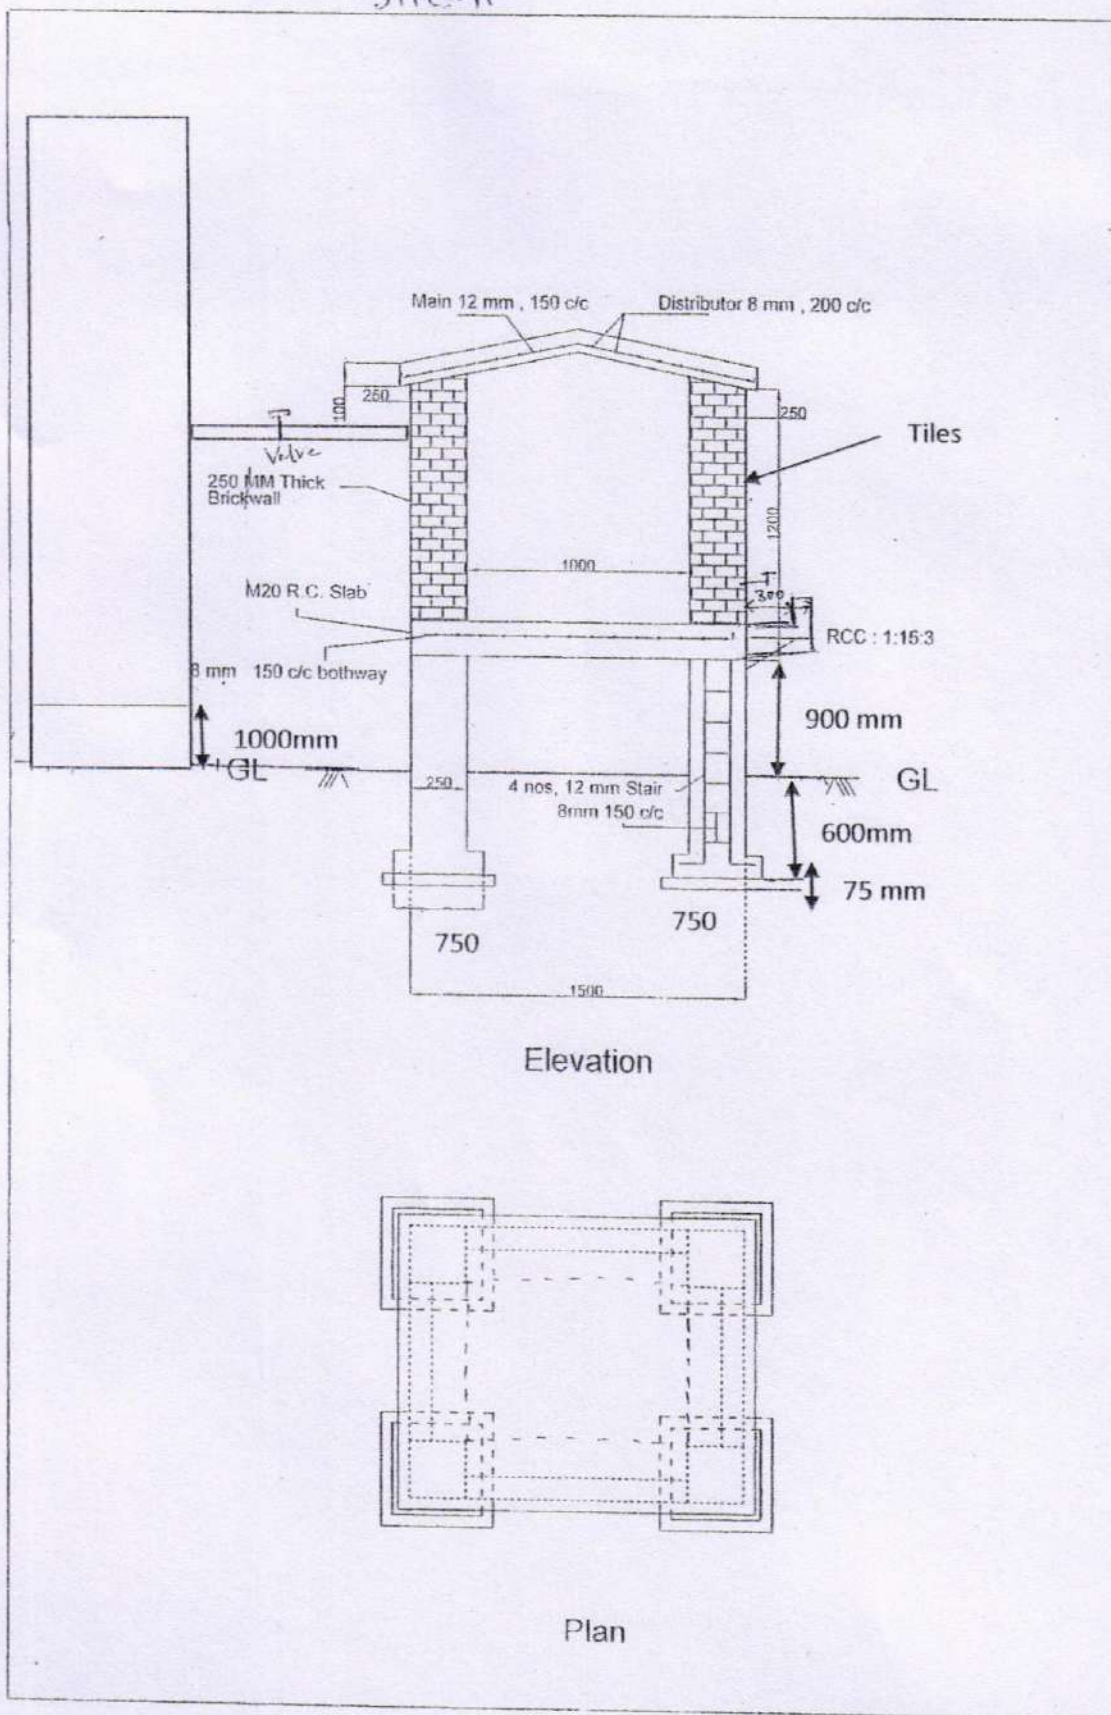 Main 12 mm , 150 c/c
Distributor 8 mm , 200 c/c
250
100
250
Valve
Tiles
250 MM Thick
Brickwall
1200
1000
M20 R.C. Slab
300
RCC : 1:15:3
8 mm 150 c/c bothway
900 mm
1000mm
GL
250
4 nos, 12 mm Stair
8mm 150 c/c
GL
600mm
75 mm
750
750
1500
Elevation
Plan